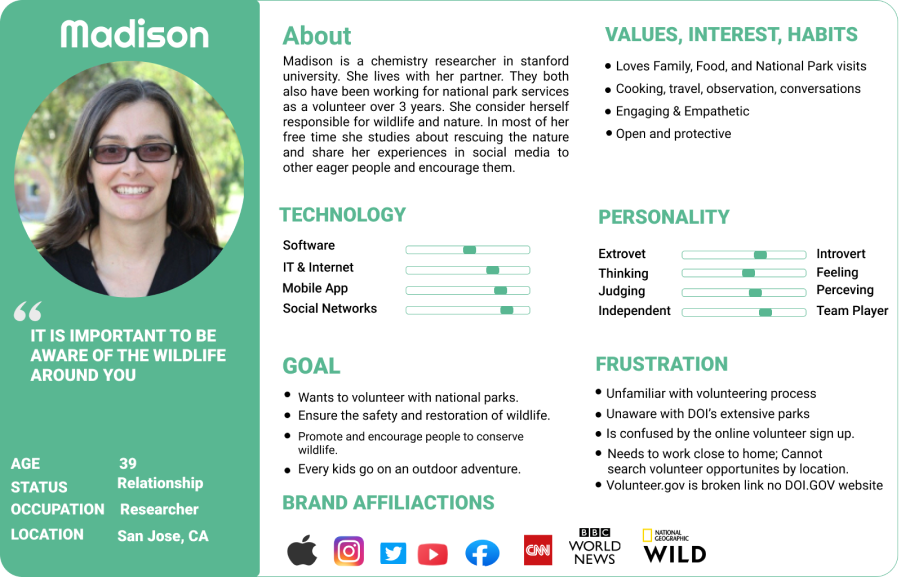 Madison
“
IT IS IMPORTANT TO BE
AWARE OF THE WILDLIFE
AROUND YOU
AGE 39
STATUS Relationship
OCCUPATION Researcher
LOCATION San Jose, CA
About
Madison is a chemistry researcher in stanford
university. She lives with her partner. They both
also have been working for national park services
as a volunteer over 3 years. She consider herself
responsible for wildlife and nature. In most of her
free time she studies about rescuing the nature
and share her experiences in social media to
other eager people and encourage them.
VALUES, INTEREST, HABITS
• Loves Family, Food, and National Park visits
• Cooking, travel, observation, conversations
• Engaging & Empathetic
• Open and protective
TECHNOLOGY
Software
IT & Internet
Mobile App
Social Networks
PERSONALITY
Extrovet Introvert
Thinking Feeling
Judging Perceving
Independent Team Player
GOAL
• Wants to volunteer with national parks.
• Ensure the safety and restoration of wildlife.
• Promote and encourage people to conserve
wildlife.
• Every kids go on an outdoor adventure.
FRUSTRATION
• Unfamiliar with volunteering process
• Unaware with DOI's extensive parks
• Is confused by the online volunteer sign up.
• Needs to work close to home; Cannot
search volunteer opportunites by location.
• Volunteer.gov is broken link no DOI.GOV website
BRAND AFFILIACTIONS
CNN
BBC
WORLD
NEWS
NATIONAL
GEOGRAPHIC
WILD